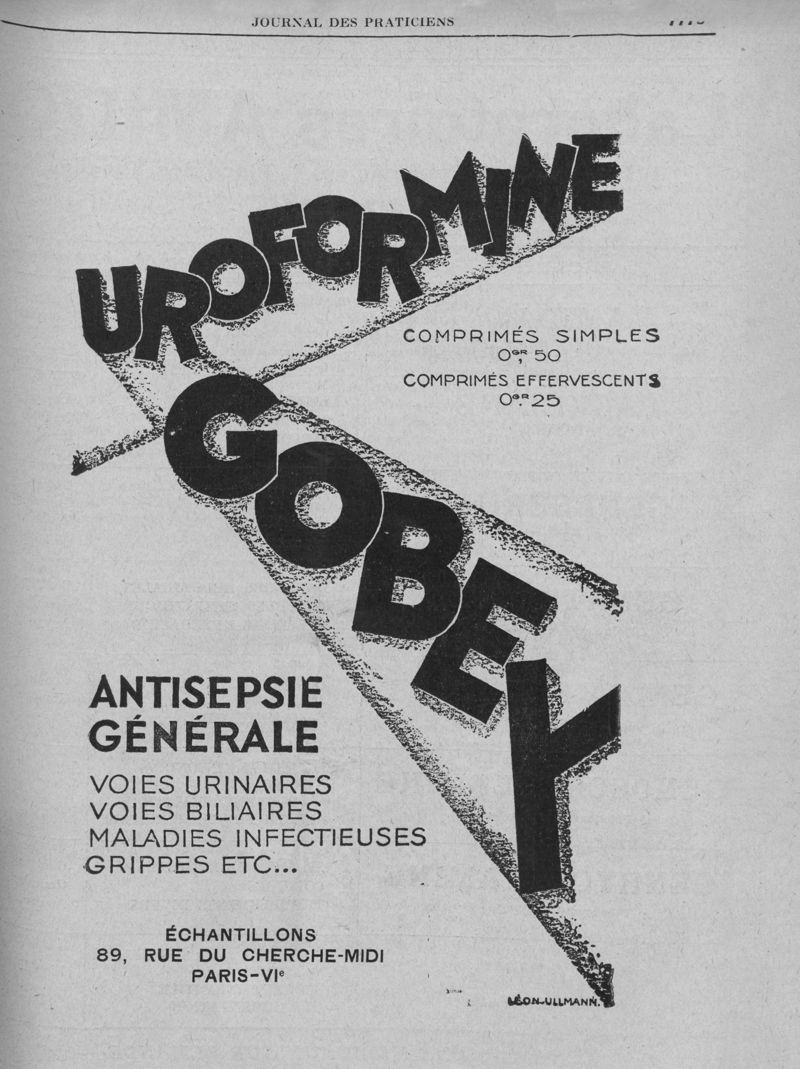 JOURNAL DES PRATICIENS
UROFORMINE
COMPRIMÉS SIMPLES
0GR, 50
COMPRIMÉS EFFERVESCENTS
0GR. 25
GOBEY
ANTISEPSIE
GÉNÉRALE
VOIES URINAIRES
VOIES BILIAIRES
MALADIES INFECTIEUSES
GRIPPES ETC...
ÉCHANTILLONS
89, RUE DU CHERCHE-MIDI
PARIS-VIe
LÉON-ULLMANN.